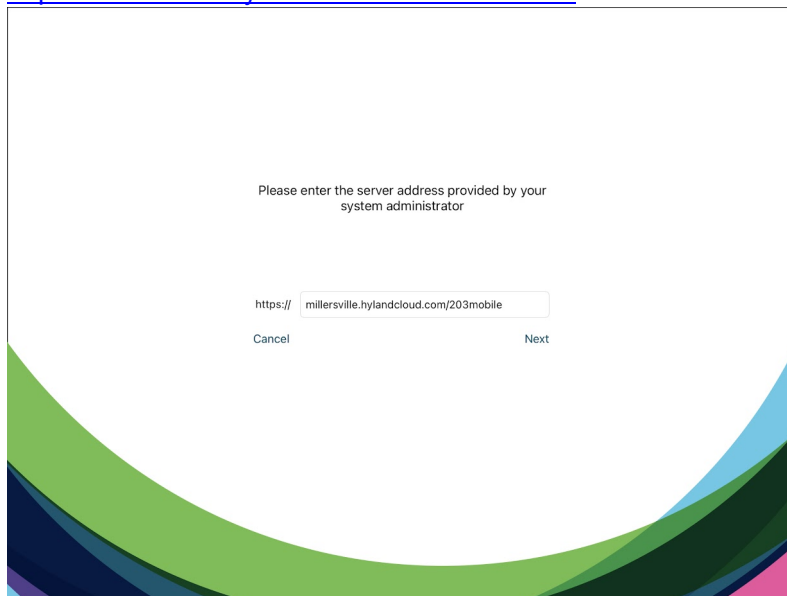 Please enter the server address provided by your
system administrator
https:// millersville.hylandcloud.com/203mobile
Cancel Next